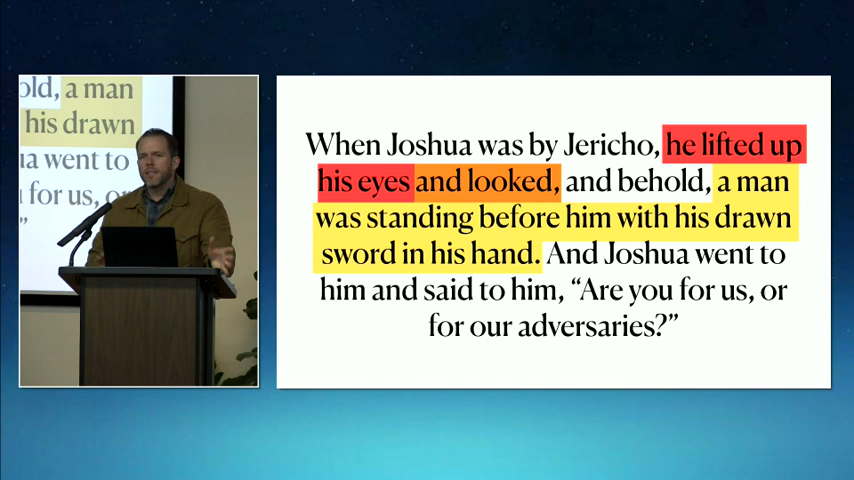 old, a man
his drawn
ua went to
for us, or
”
When Joshua was by Jericho, he lifted up
his eyes and looked, and behold, a man
was standing before him with his drawn
sword in his hand. And Joshua went to
him and said to him, “Are you for us, or
for our adversaries?”